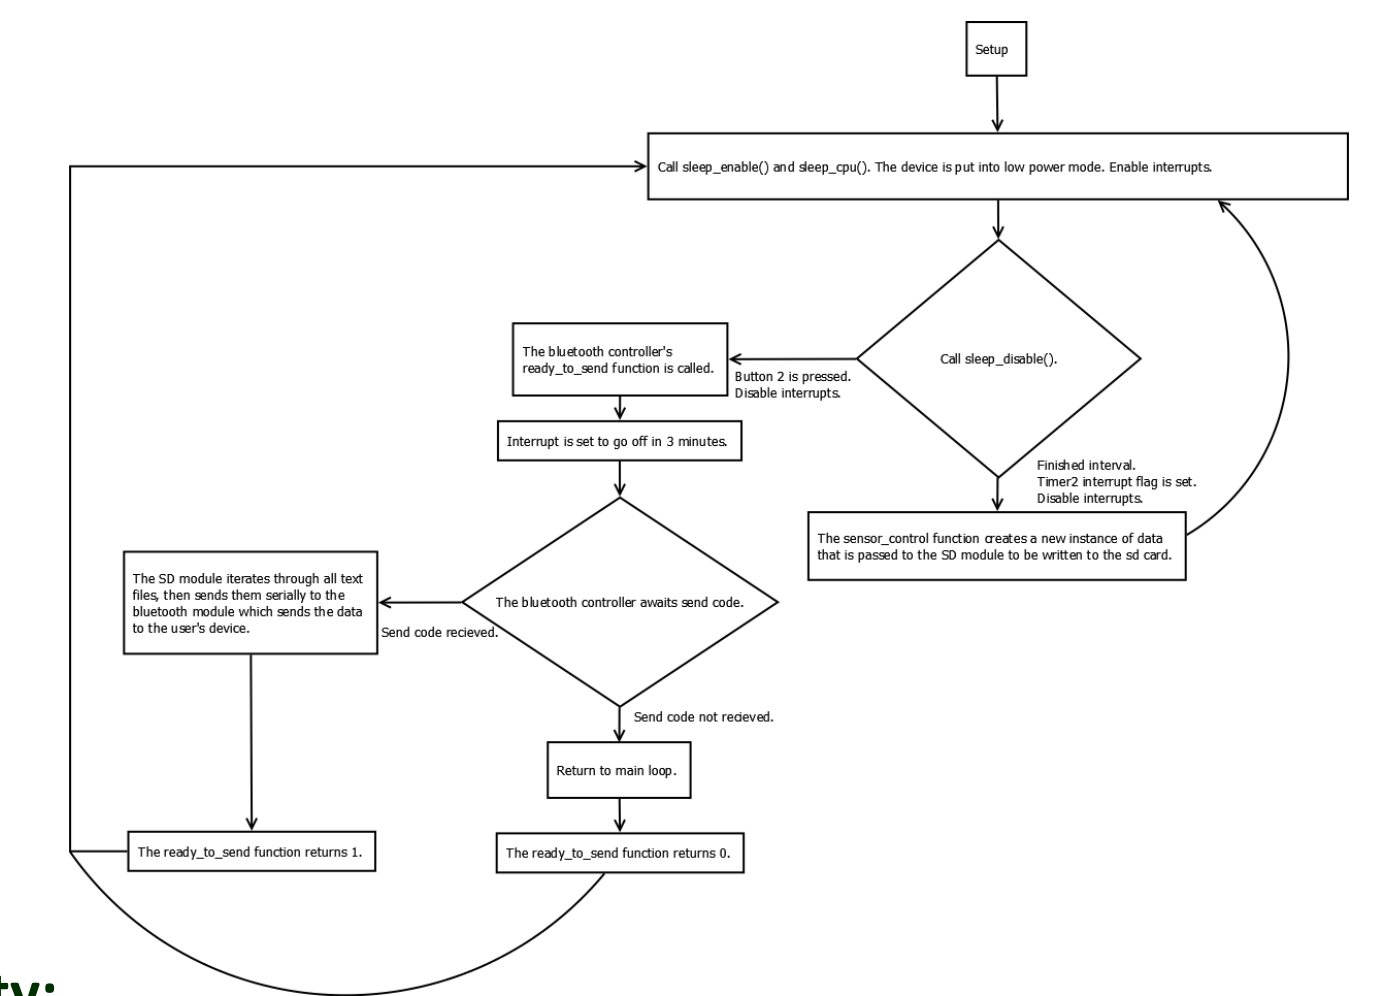 Setup
Call sleep_enable() and sleep_cpu(). The device is put into low power mode. Enable interrupts.
Call sleep_disable().
The bluetooth controller's
ready_to_send function is called.
Button 2 is pressed.
Disable interrupts.
Interrupt is set to go off in 3 minutes.
Finished interval.
Timer2 interrupt flag is set.
Disable interrupts.
The sensor_control function creates a new instance of data
that is passed to the SD module to be written to the sd card.
The bluetooth controller awaits send code.
Send code recieved.
The SD module iterates through all text
files, then sends them serially to the
bluetooth module which sends the data
to the user's device.
Send code not recieved.
Return to main loop.
The ready_to_send function returns 1.
The ready_to_send function returns 0.